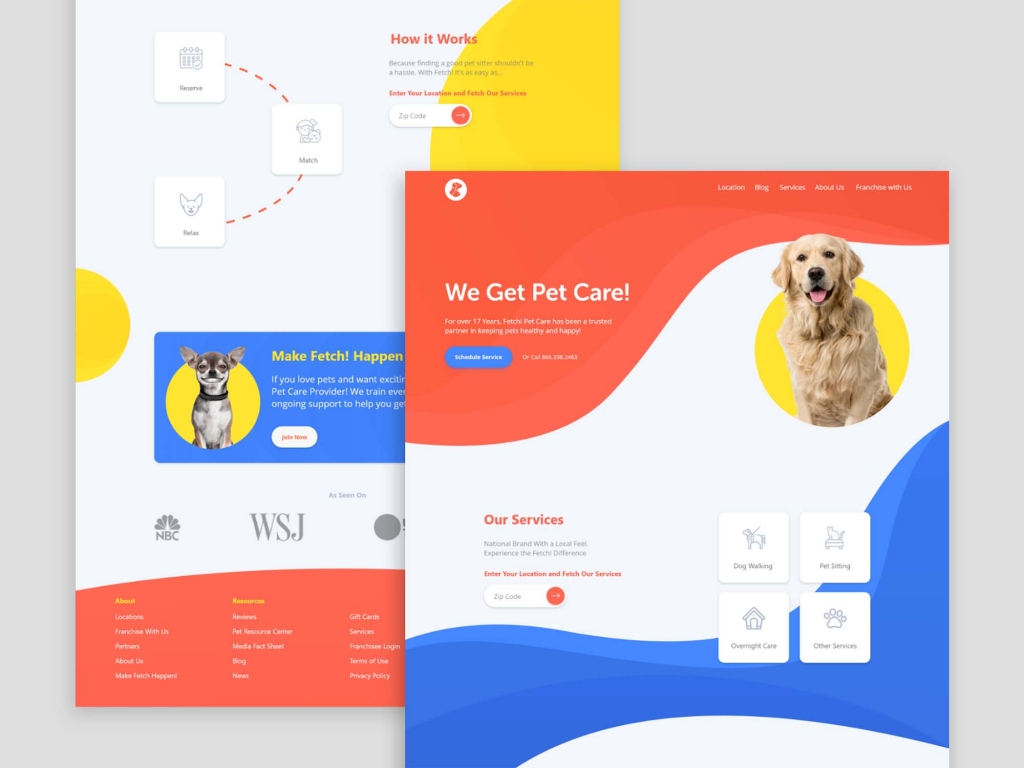 How it Works
Because finding a good pet sitter shouldn't be
a hassle. With Fetch! it's as easy as...
Enter Your Location and Fetch Our Services
Zip Code
Reserve
Match
Relax
Make Fetch! Happen
If you love pets and want
Pet Care Provider! We train
ongoing support to help you
Join Now
As Seen On
NBC
WSJ
About
Locations
Franchise With Us
Partners
About Us
Make Fetch Happen!
Resources
Reviews
Pet Resource Center
Media Fact Sheet
Blog
News
Gift Cards
Services
Franchisee Login
Terms of Use
Privacy Policy
Location Blog Services About Us Franchise with Us
We Get Pet Care!
For over 17 Years, Fetch! Pet Care has been a trusted
partner in keeping pets healthy and happy!
Schedule Service
Or Call 866.338.2463
Our Services
National Brand With a Local Feel.
Experience the Fetch! Difference.
Enter Your Location and Fetch Our Services
Zip Code
Dog Walking
Pet Sitting
Overnight Care
Other Services